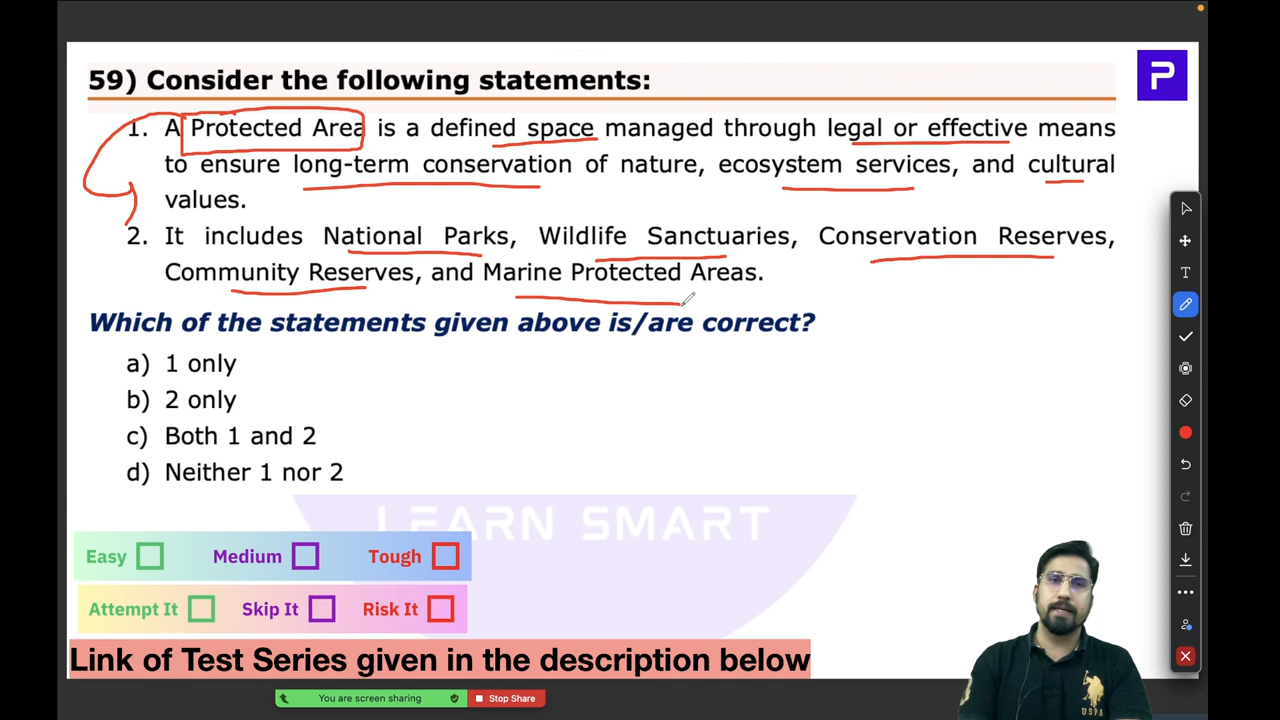 59) Consider the following statements:
1. A Protected Area is a defined space managed through legal or effective means
to ensure long-term conservation of nature, ecosystem services, and cultural
values.
2. It includes National Parks, Wildlife Sanctuaries, Conservation Reserves,
Community Reserves, and Marine Protected Areas.
Which of the statements given above is/are correct?
a) 1 only
b) 2 only
c) Both 1 and 2
d) Neither 1 nor 2
LEARN SMART
Easy Medium Tough
Attempt It Skip It Risk It
Link of Test Series given in the description below
You are screen sharing Stop Share
P
T
USPA